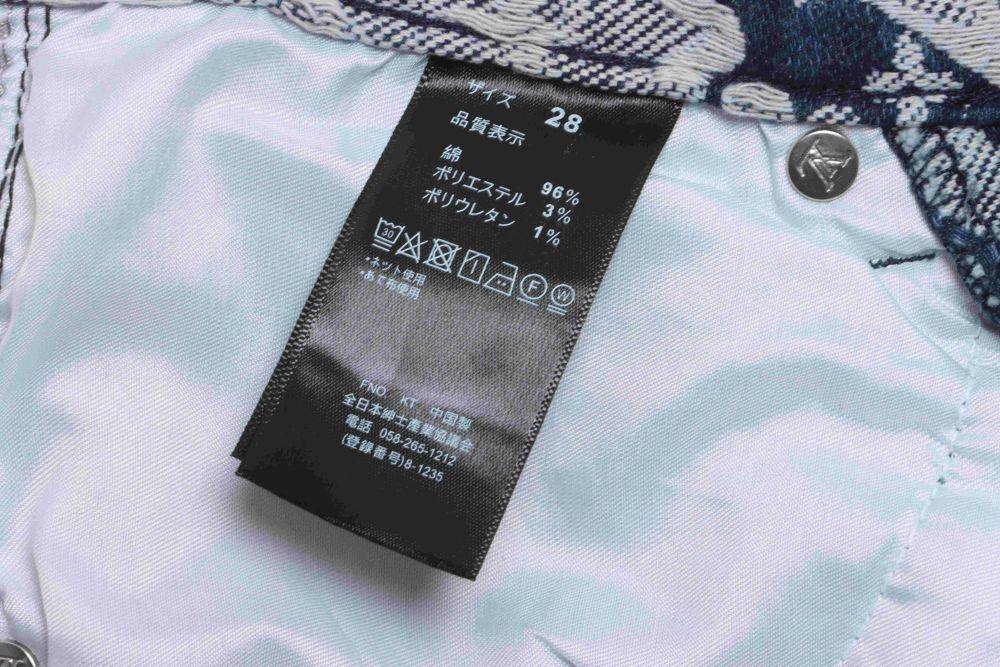 サイズ 28
品質表示
綿 96%
ポリエステル 3%
ポリウレタン 1%
30 F W
・ネット使用
・あて布使用
FNO KT 中国製
全日本紳士產業協議会
電話 058-265-1212
(登録番号)8-1235